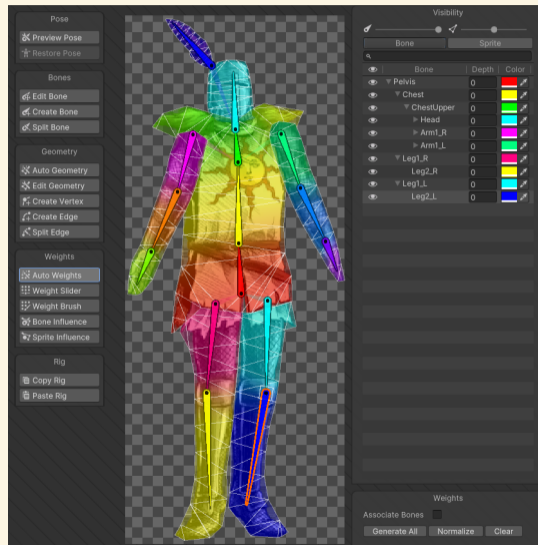 Pose
Preview Pose
Restore Pose
Bones
Edit Bone
Create Bone
Split Bone
Geometry
Auto Geometry
Edit Geometry
Create Vertex
Create Edge
Split Edge
Weights
Auto Weights
Weight Slider
Weight Brush
Bone Influence
Sprite Influence
Rig
Copy Rig
Paste Rig
Visibility
Bone Sprite
Bone Depth Color
Pelvis 0
Chest 0
ChestUpper 0
Head 0
Arm1_R 0
Arm1_L 0
Leg1_R 0
Leg2_R 0
Leg1_L 0
Leg2_L 0
Weights
Associate Bones
Generate All Normalize Clear